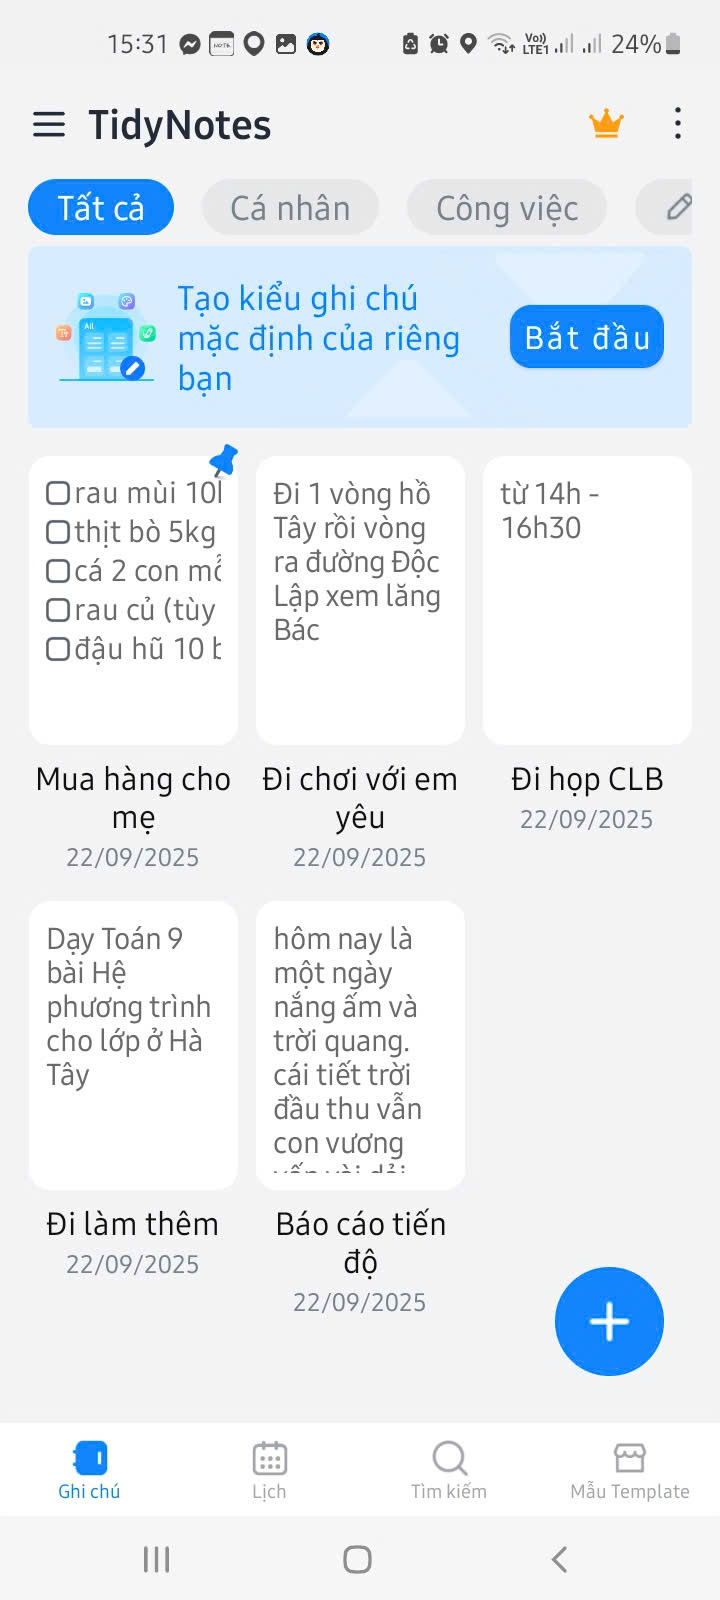 15:31 Vo)) LTE1 24%
TidyNotes
Tất cả
Cá nhân
Công việc
Tạo kiểu ghi chú
mặc định của riêng
bạn
Bắt đầu
rau mùi 10
thịt bò 5kg
cá 2 con
rau củ (tùy
đậu hũ 10
Mua hàng cho
mẹ
22/09/2025
Đi 1 vòng hồ
Tây rồi vòng
ra đường Độc
Lập xem lăng
Bác
Đi chơi với em
yêu
22/09/2025
từ 14h -
16h30
Đi họp CLB
22/09/2025
Dạy Toán 9
bài Hệ
phương trình
cho lớp ở Hà
Tây
Đi làm thêm
22/09/2025
hôm nay là
một ngày
nắng ấm và
trời quang.
cái tiết trời
đầu thu vẫn
con vương
Báo cáo tiến
độ
22/09/2025
Ghi chú
Lịch
Tìm kiếm
Mẫu Template